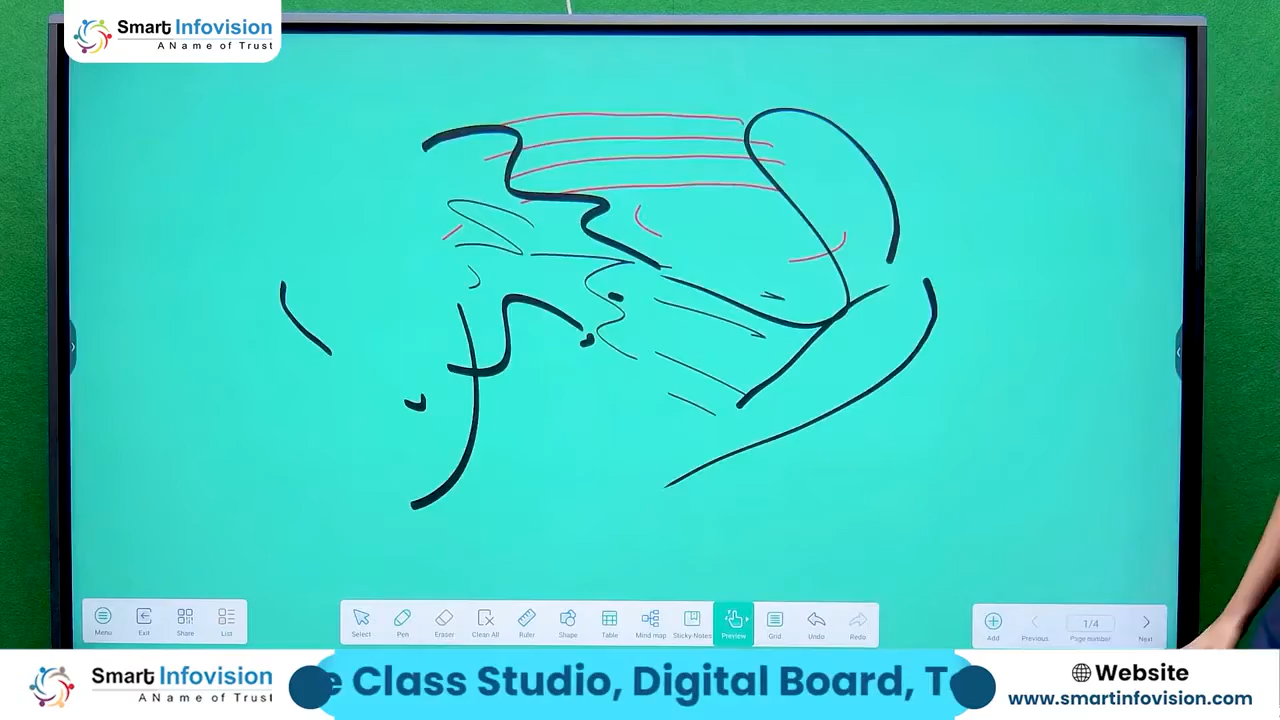 Smart Infovision
A Name of Trust
Menu
Exit
Share
List
Select
Pen
Eraser
Clean All
Ruler
Shape
Table
Mind map
Sticky-Notes
Preview
Grid
Undo
Redo
Add
Previous
1/4
Page number
Next
Smart Infovision
A Name of Trust
e Class Studio, Digital Board, T
Website
www.smartinfovision.com